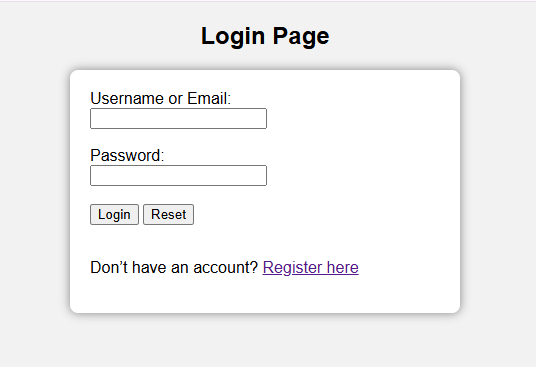 Login Page
Username or Email:
Password:
Login Reset
Don’t have an account? Register here